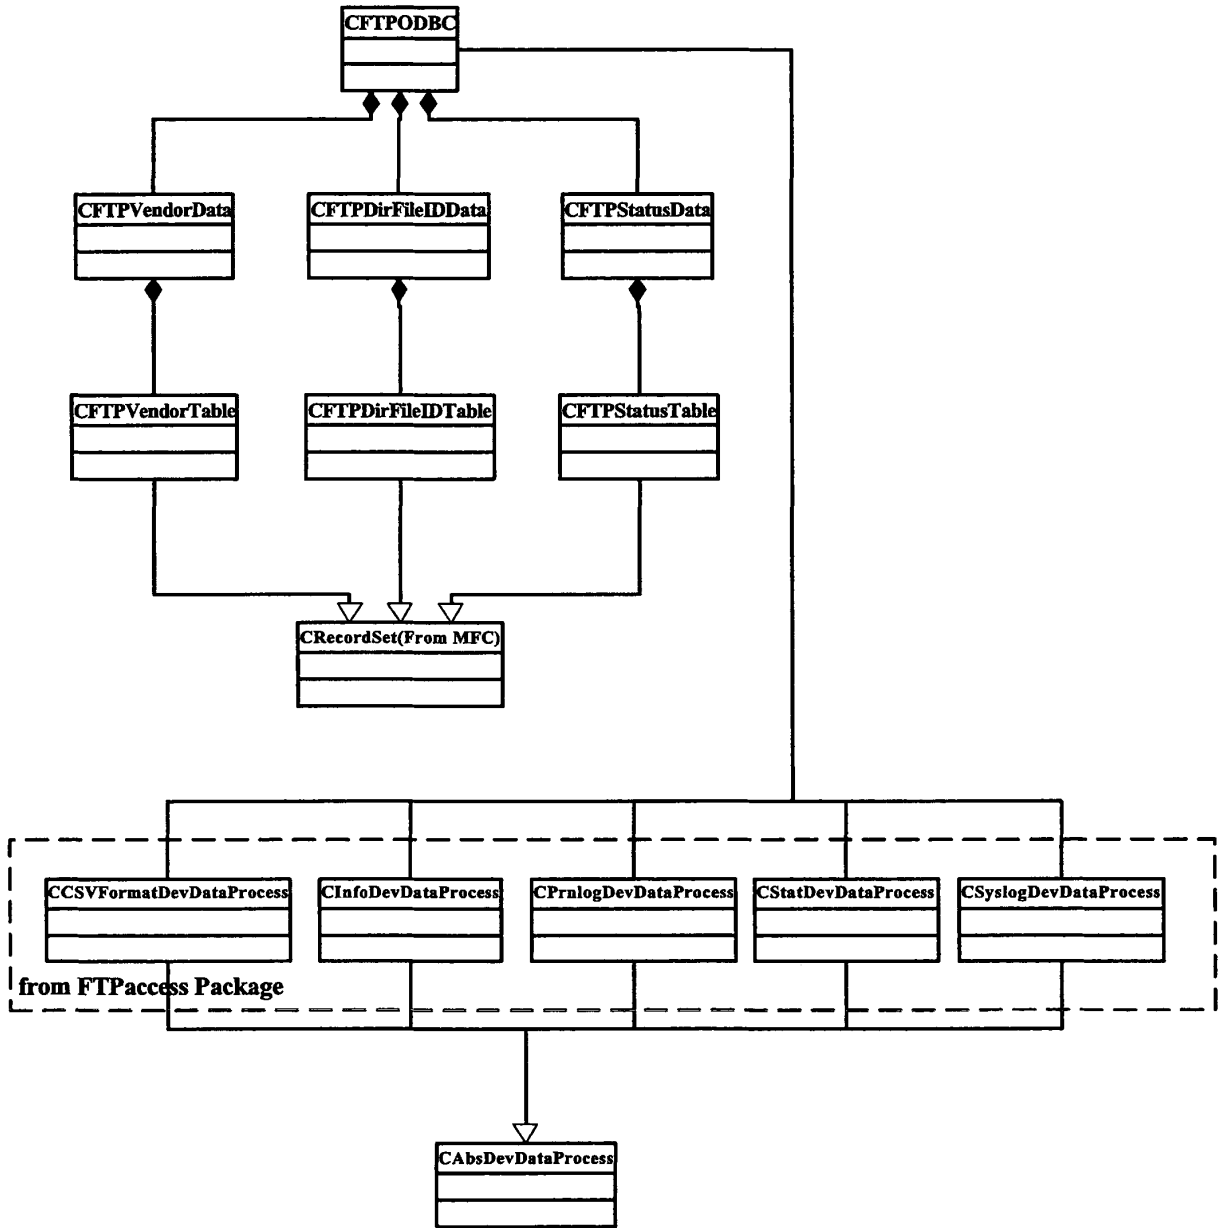 CFTPODBC
CFTPVendorData
CFTPDirFileIDData
CFTPStatusData
CFTPVendorTable
CFTPDirFileIDTable
CFTPStatusTable
CRecordSet(From MFC)
CCSVFormatDevDataProcess
CInfoDevDataProcess
CPrnlogDevDataProcess
CStatDevDataProcess
CSyslogDevDataProcess
from FTPaccess Package
CAbsDevDataProcess